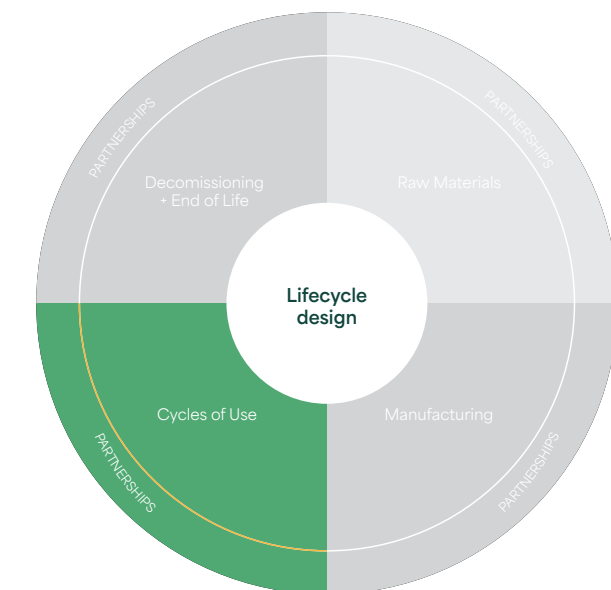 PARTNERSHIPS
PARTNERSHIPS
Decomissioning
+ End of Life
Raw Materials
Lifecycle
design
Cycles of Use
Manufacturing
PARTNERSHIPS
PARTNERSHIPS